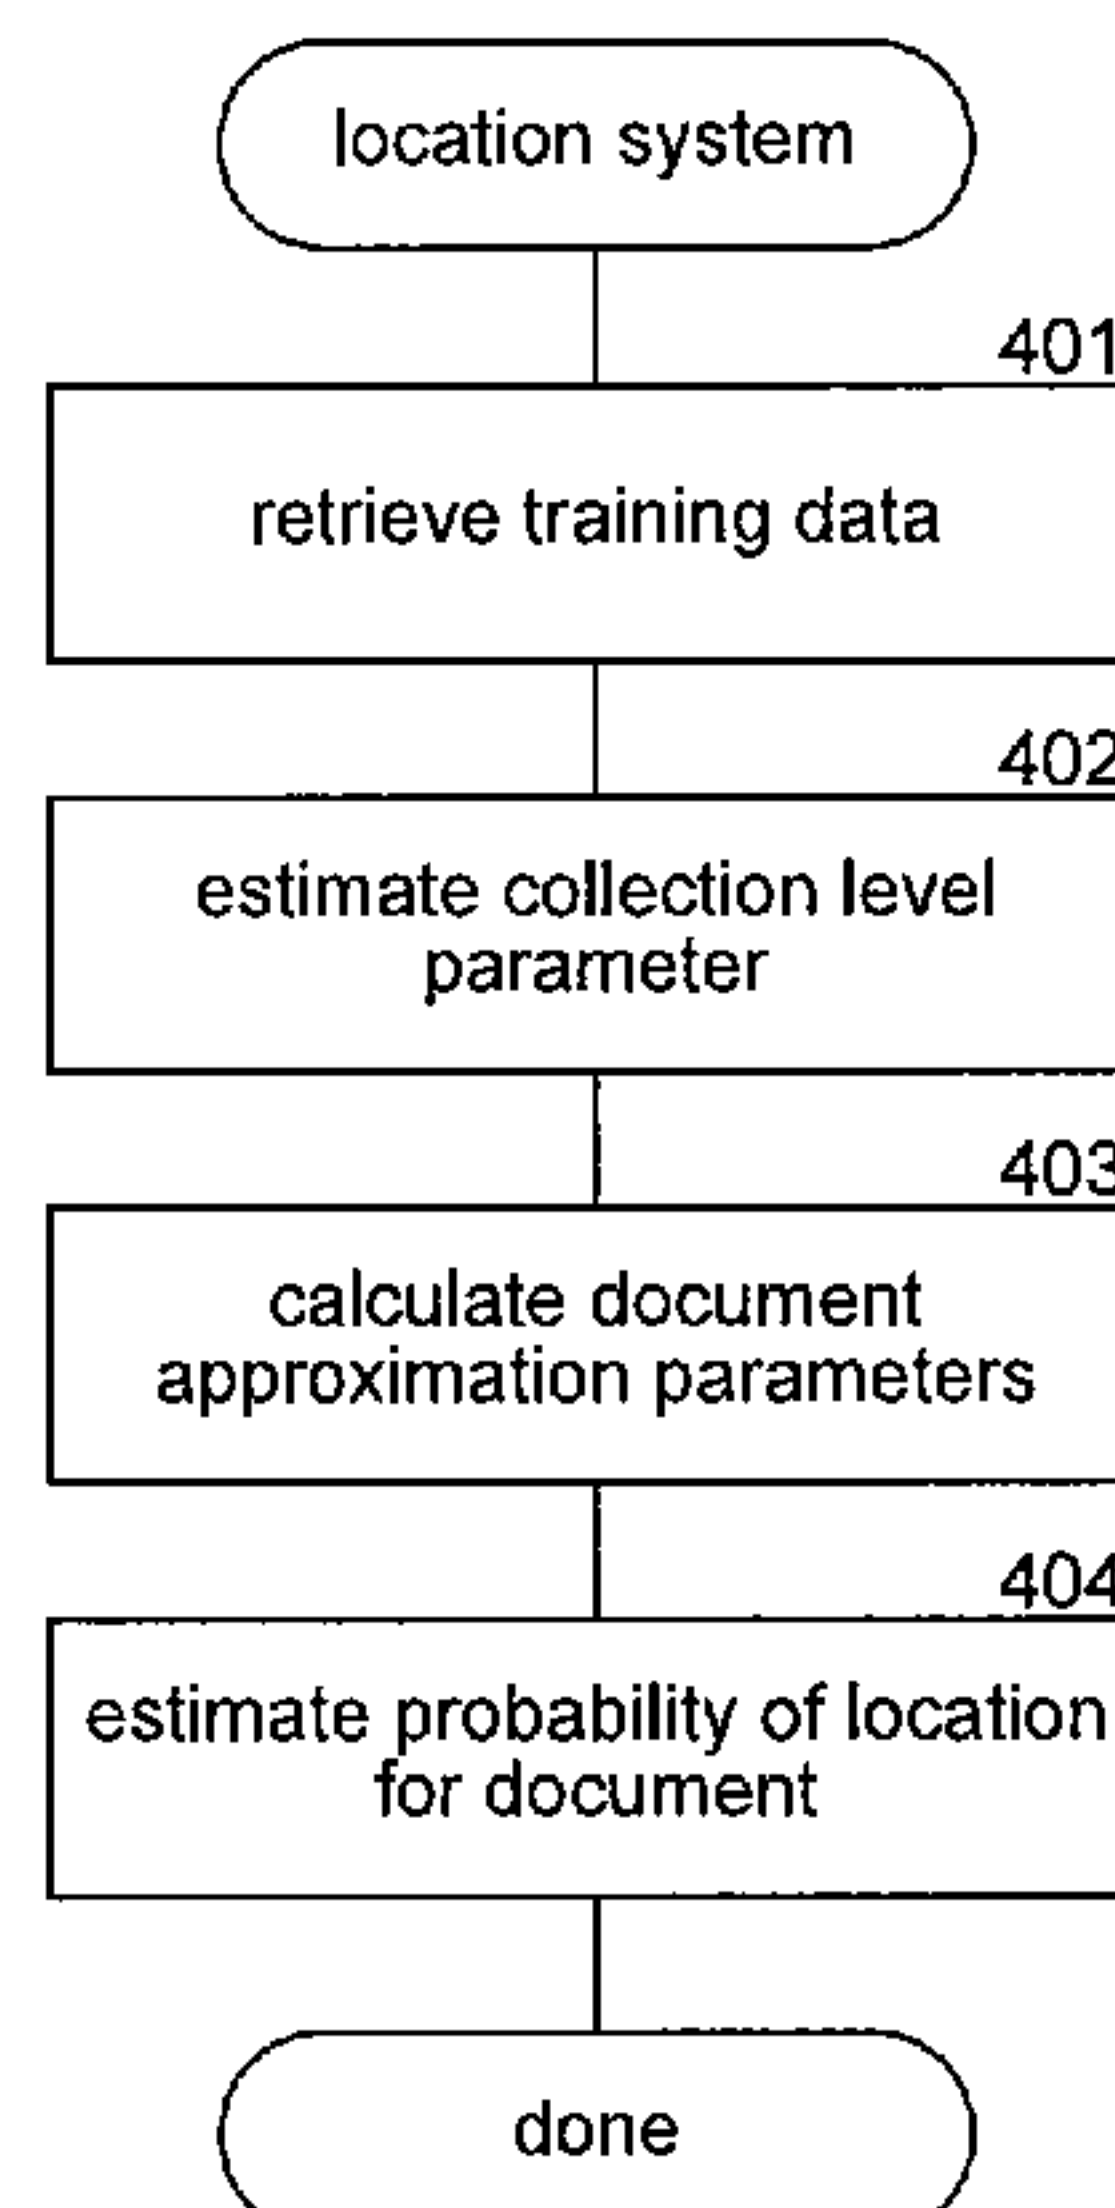 location system
401
retrieve training data
402
estimate collection level
parameter
403
calculate document
approximation parameters
404
estimate probability of location
for document
done